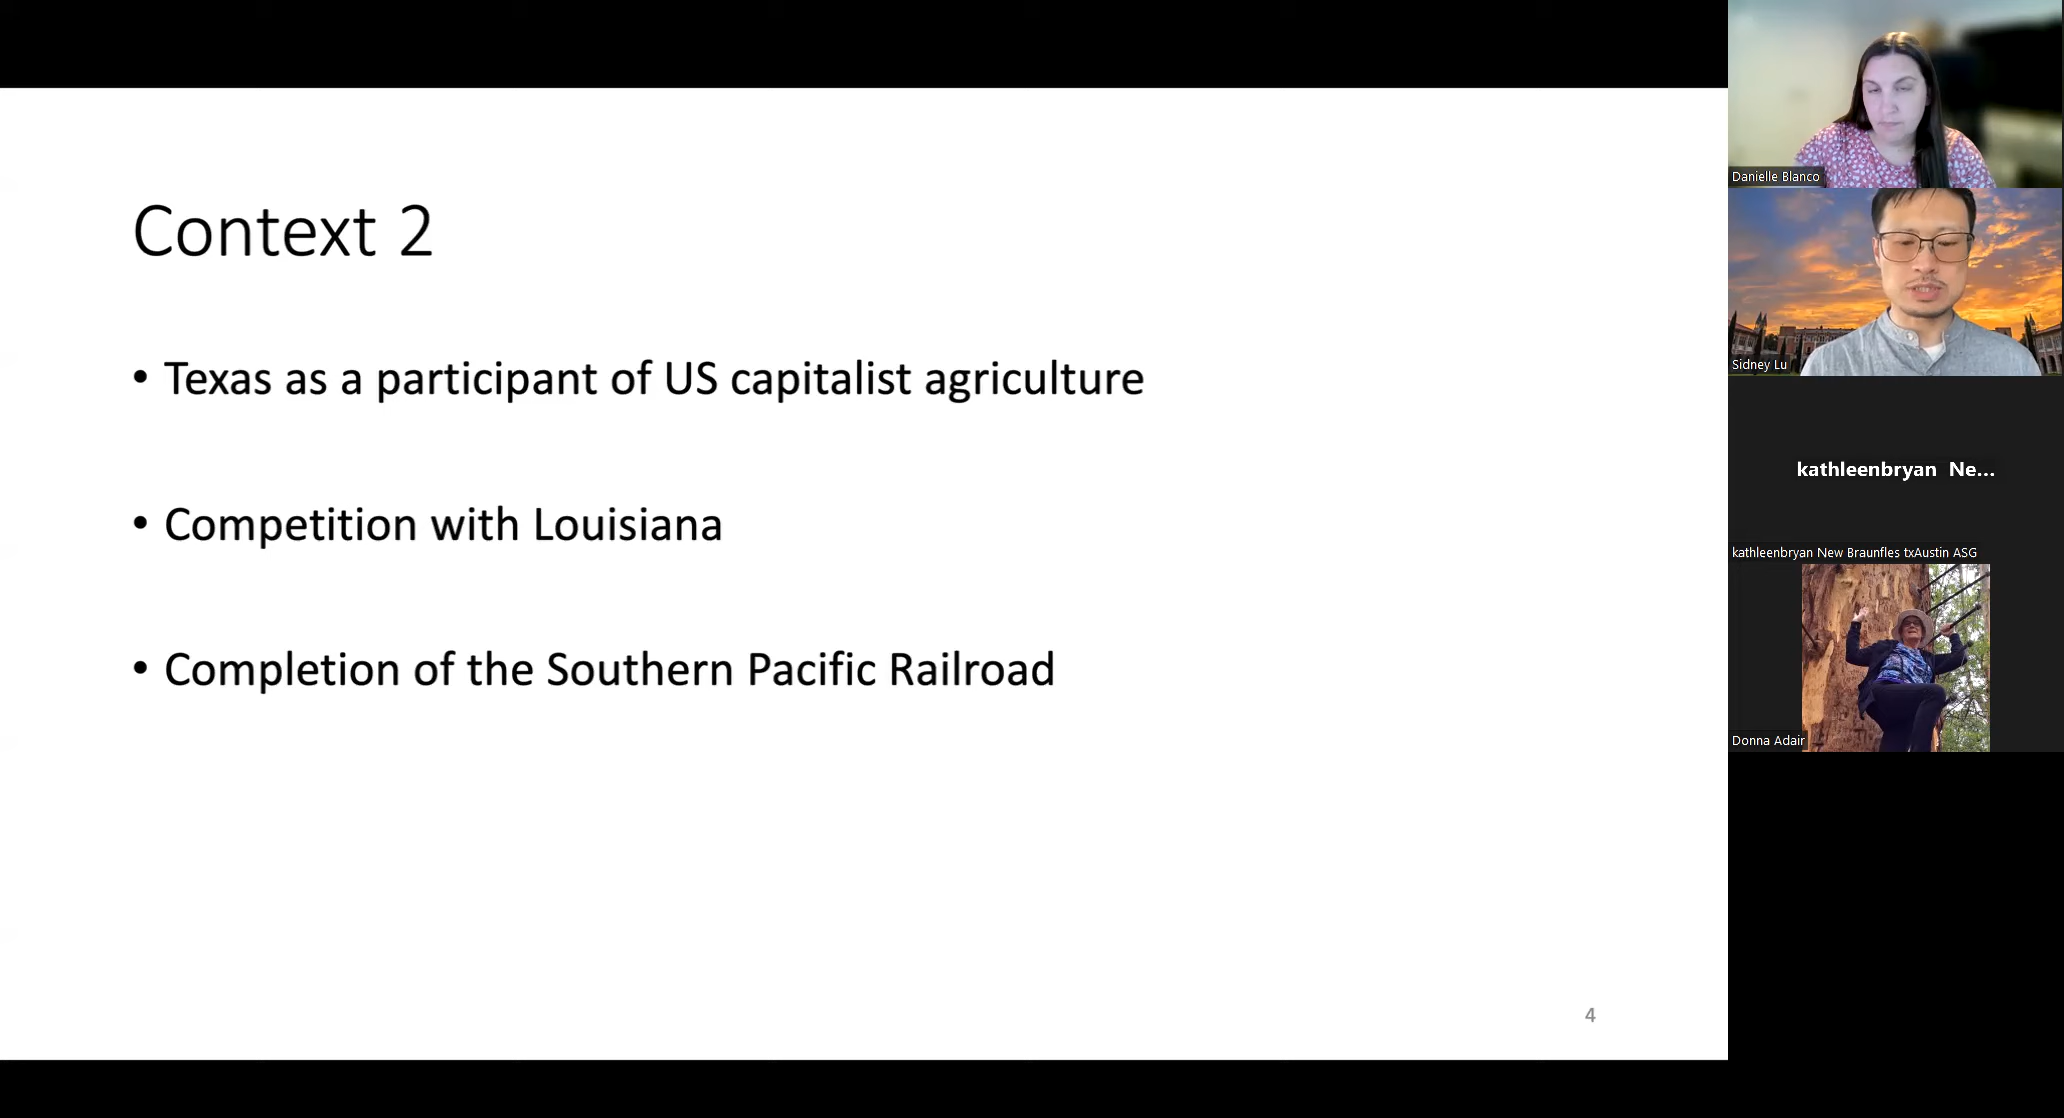 Context 2
• Texas as a participant of US capitalist agriculture
• Competition with Louisiana
• Completion of the Southern Pacific Railroad
4
Danielle Blanco
Sidney Lu
kathleenbryan Ne...
kathleenbryan New Braunfles txAustin ASG
Donna Adair